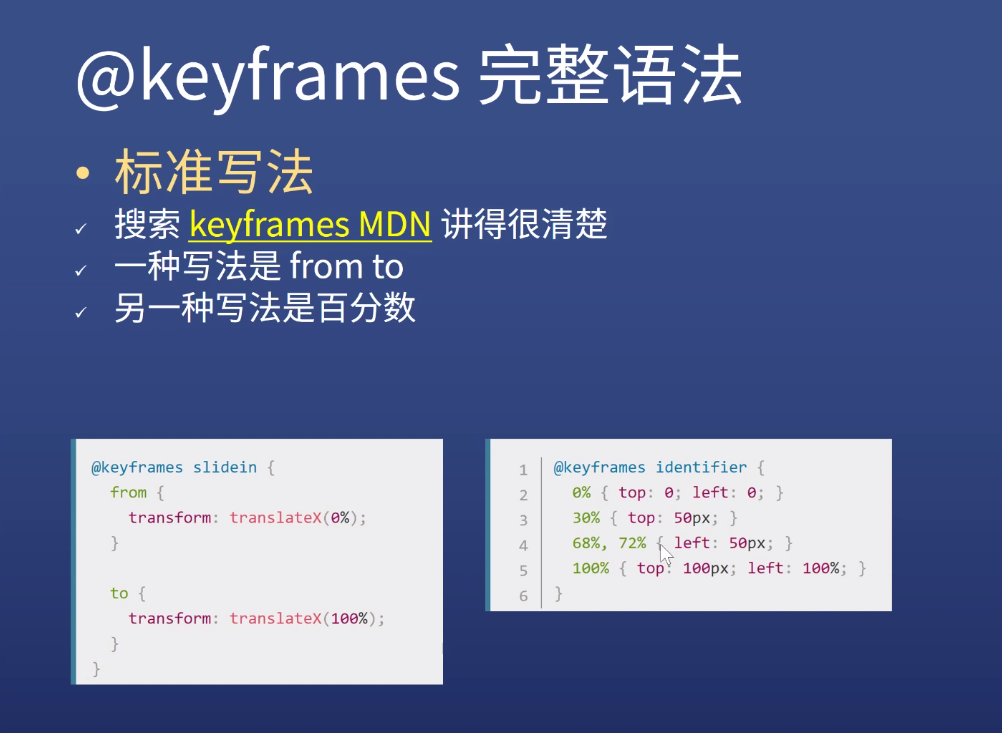 @keyframes 完整语法
• 标准写法
✓ 搜索 keyframes MDN 讲得很清楚
✓ 一种写法是 from to
✓ 另一种写法是百分数
@keyframes slidein {
from {
transform: translateX(0%);
}
to {
transform: translateX(100%);
}
}
1 @keyframes identifier {
2 0% { top: 0; left: 0; }
3 30% { top: 50px; }
4 68%, 72% { left: 50px; }
5 100% { top: 100px; left: 100%; }
6 }